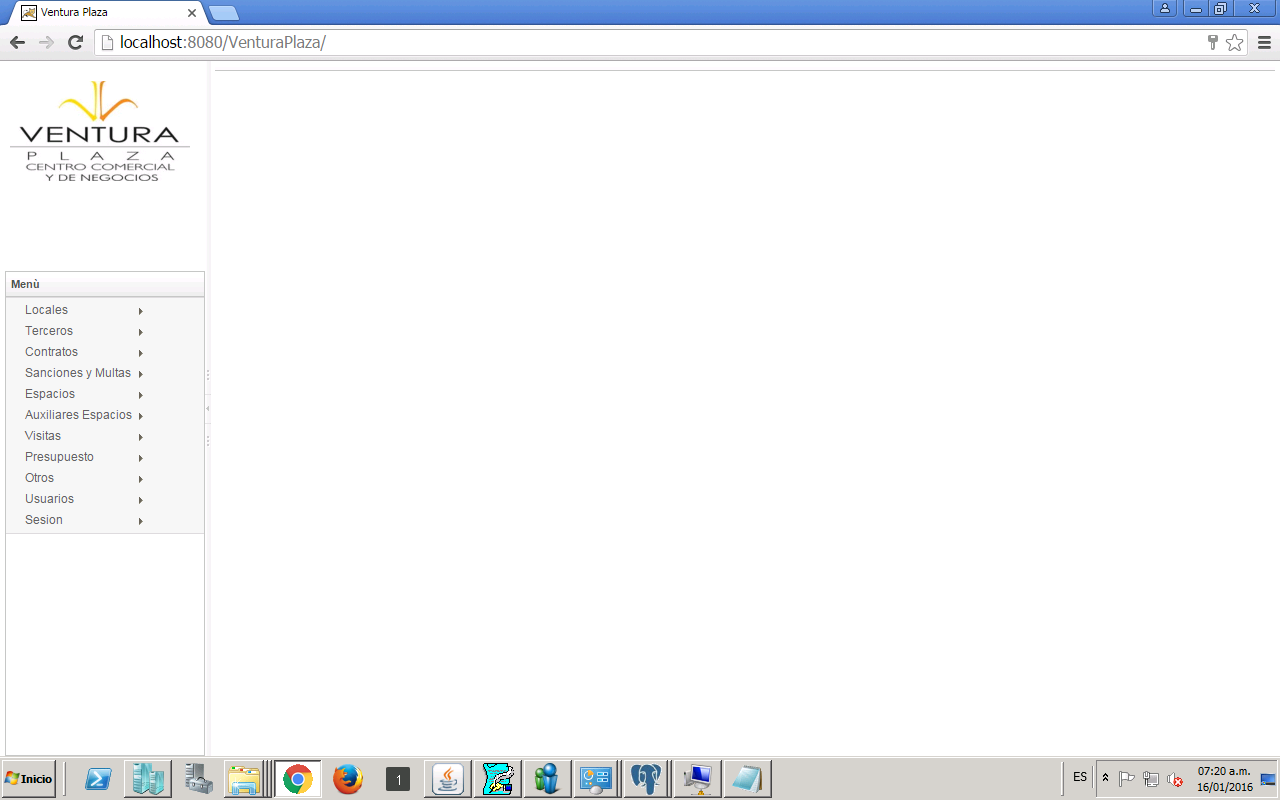 Ventura Plaza
localhost:8080/VenturaPlaza/
VENTURA
PLAZA
CENTRO COMERCIAL
Y DE NEGOCIOS
Menù
Locales
Terceros
Contratos
Sanciones y Multas
Espacios
Auxiliares Espacios
Visitas
Presupuesto
Otros
Usuarios
Sesion
Inicio
1
ES
07:20 a.m.
16/01/2016